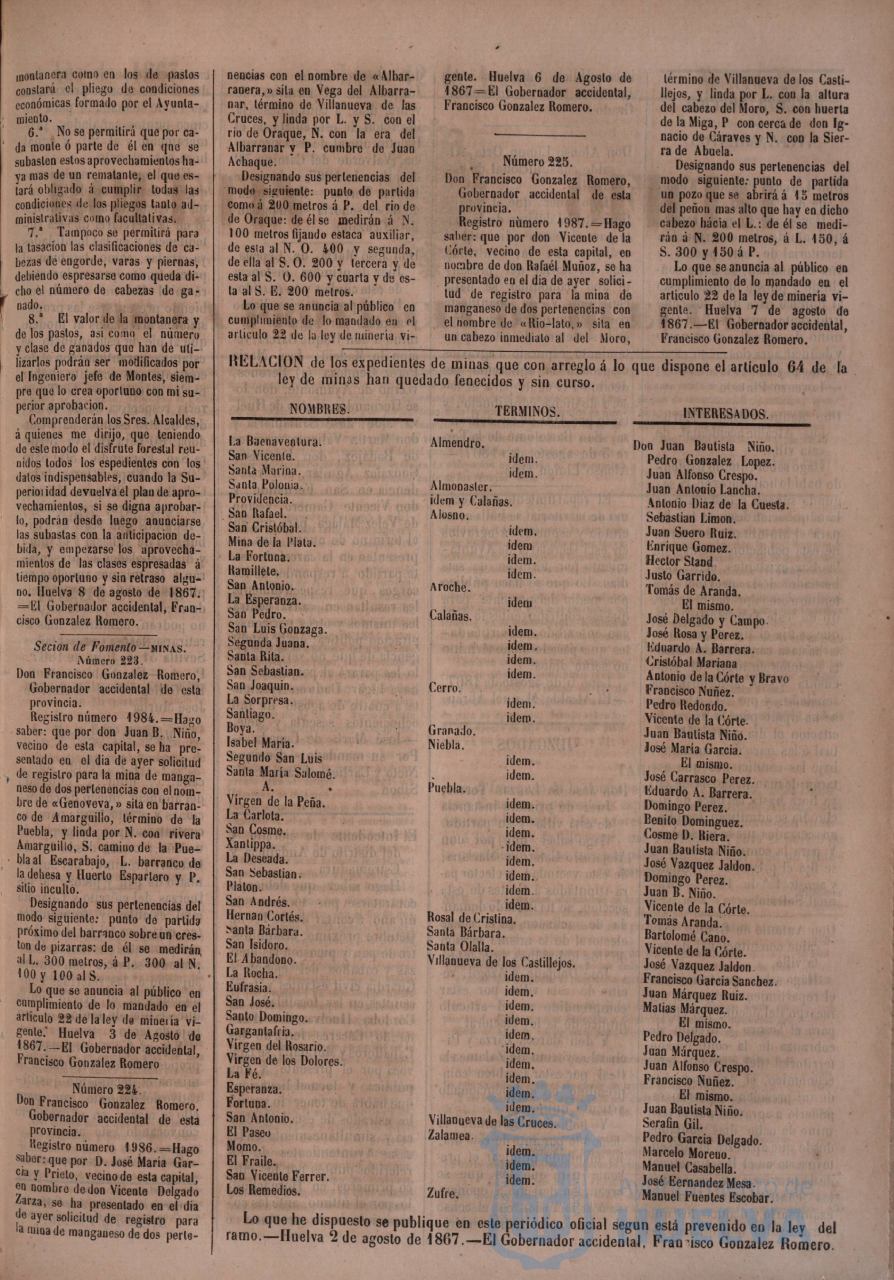 montanera como en los de pastos
constará el pliego de condiciones
económicas formado por el Ayunta-
miento.
6.ª No se permitirá que por ca-
da monte ó parte de él en que se
subasten estos aprovechamientos ha-
ya mas de un rematante, el que es-
tará obligado á cumplir todas las
condiciones de los pliegos tanto ad-
ministrativas como facultativas.
7.ª Tampoco se permitirá para
la tasacion las clasificaciones de ca-
bezas de engorde, varas y piernas,
debiendo espresarse como queda di-
cho el número de cabezas de ga-
nado.
8.ª El valor de la montanera y
de los pastos, asi como el número
y clase de ganados que han de uti-
lizarlos podrán ser modificados por
el Ingeniero jefe de Montes, siem-
pre que lo crea oportuno con mi su-
perior aprobacion.
Comprenderán los Sres. Alcaldes,
á quienes me dirijo, que teniendo
de este modo el disfrute forestal reu-
nidos todos los espedientes con los
datos indispensables, cuando la Su-
perioridad devuelva el plan de apro-
vechamientos, si se digna aprobar-
lo, podrán desde luego anunciarse
las subastas con la anticipacion de-
bida, y empezarse los aprovecha-
mientos de las clases espresadas á
tiempo oportuno y sin retraso algu-
no. Huelva 8 de agosto de 1867.
=El Gobernador accidental, Fran-
cisco Gonzalez Romero.
Secion de Fomento—MINAS.
Número 223.
Don Francisco Gonzalez Romero,
Gobernador accidental de esta
provincia.
Registro número 1984.=Hago
saber: que por don Juan B. Niño,
vecino de esta capital, se ha pre-
sentado en el dia de ayer solicitud
de registro para la mina de manga-
neso de dos pertenencias con el nom-
bre de «Genoveva,» sita en barran-
co de Amarguillo, término de la
Puebla, y linda por N. con rivera
Amarguillo, S. camino de la Pue-
bla al Escarabajo, L. barranco de
la dehesa y Huerto Espartero y P.
sitio inculto.
Designando sus pertenencias del
modo siguiente: punto de partida
próximo del barranco sobre un cres-
ton de pizarras: de él se medirán
al L. 300 metros, á P. 300 al N.
100 y 100 al S.
Lo que se anuncia al público en
cumplimiento de lo mandado en el
articulo 22 de la ley de minería vi-
gente. Huelva 3 de Agosto de
1867.—El Gobernador accidental,
Francisco Gonzalez Romero
Número 224.
Don Francisco Gonzalez Romero,
Gobernador accidental de esta
provincia.
Registro número 1986.=Hago
saber: que por D. José Maria Gar-
cia y Prieto, vecino de esta capital,
en nombre de don Vicente Delgado
Zarza, se ha presentado en el dia
de ayer solicitud de registro para
la mina de manganeso de dos perte-
nencias con el nombre de «Albar-
ranera,» sita en Vega del Albarra-
nar, término de Villanueva de las
Cruces, y linda por L. y S. con el
rio de Oraque, N. con la era del
Albarranar y P. cumbre de Juan
Achaque.
Designando sus pertenencias del
modo siguiente: punto de partida
como á 200 metros á P. del rio de
de Oraque: de él se medirán á N.
100 metros fijando estaca auxiliar,
de esta al N. O. 400 y segunda,
de ella al S. O. 200 y tercera y de
esta al S. O. 600 y cuarta y de es-
ta al S. E. 200 metros.
Lo que se anuncia al público en
cumplimiento de lo mandado en el
articulo 22 de la ley de mineria vi-
gente. Huelva 6 de Agosto de
1867=El Gobernador accidental,
Francisco Gonzalez Romero.
Número 225.
Don Francisco Gonzalez Romero,
Gobernador accidental de esta
provincia.
Registro número 1987.=Hago
saber: que por don Vicente de la
Córte, vecino de esta capital, en
nombre de don Rafaél Muñoz, se ha
presentado en el dia de ayer solici-
tud de registro para la mina de
manganeso de dos pertenencias con
el nombre de «Rio-lato,» sita en
un cabezo inmediato al del Moro,
término de Villanueva de los Casti-
llejos, y linda por L. con la altura
del cabezo del Moro, S. con huerta
de la Miga, P con cerca de don Ig-
nacio de Cáraves y N. con la Sier-
ra de Abuela.
Designando sus pertenencias del
modo siguiente: punto de partida
un pozo que se abrirá á 15 metros
del peñon mas alto que hay en dicho
cabezo hácia el L.: de él se medi-
rán á N. 200 metros, á L. 150, á
S. 300 y 150 á P.
Lo que se anuncia al público en
cumplimiento de lo mandado en el
articulo 22 de la ley de mineria vi-
gente. Huelva 7 de agosto de
1867.—El Gobernador accidental,
Francisco Gonzalez Romero.
RELACION de los expedientes de minas que con arreglo á lo que dispone el artículo 64 de la
ley de minas han quedado fenecidos y sin curso.
NOMBRES.
La Buenaventura.
San Vicente.
Santa Marina.
Santa Polonia.
Providencia.
San Rafael.
San Cristóbal.
Mina de la Plata.
La Fortuna.
Ramillete.
San Antonio.
La Esperanza.
San Pedro.
San Luis Gonzaga.
Segunda Juana.
Santa Rita.
San Sebastian.
San Joaquin.
La Sorpresa.
Santiago.
Boya.
Isabel Maria.
Segundo San Luis
Santa María Salomé.
A.
Virgen de la Peña.
La Carlota.
San Cosme.
Xantippa.
La Deseada.
San Sebastian.
Platon.
San Andrés.
Hernan Cortés.
Santa Bárbara.
San Isidoro.
El Abandono.
La Rocha.
Eufrasia.
San José.
Santo Domingo.
Gargantafria.
Virgen del Rosario.
Virgen de los Dolores.
La Fé.
Esperanza.
Fortuna.
San Antonio.
El Paseo
Momo.
El Fraile.
San Vicente Ferrer.
Los Remedios.
TERMINOS.
Almendro.
idem.
idem.
Almonaster.
idem y Calañas.
Alosno.
idem.
idem
idem.
idem.
Aroche.
idem
Calañas.
idem.
idem.
idem.
idem.
Cerro.
idem.
idem.
Granado.
Niebla.
idem.
idem.
Puebla.
idem.
idem.
idem.
idem.
idem.
idem.
idem.
idem.
Rosal de Cristina.
Santa Bárbara.
Santa Olalla.
Villanueva de los Castillejos.
idem.
idem.
idem.
idem.
idem.
idem.
idem.
idem.
idem.
idem.
Villanueva de las Cruces.
Zalamea.
idem.
idem.
idem.
Zufre.
INTERESADOS.
Don Juan Bautista Niño.
Pedro Gonzalez Lopez.
Juan Alfonso Crespo.
Juan Antonio Lancha.
Antonio Diaz de la Cuesta.
Sebastian Limon.
Juan Suero Ruiz.
Enrique Gomez.
Hector Stand
Justo Garrido.
Tomás de Aranda.
El mismo.
José Delgado y Campo.
José Rosa y Perez.
Eduardo A. Barrera.
Cristóbal Mariana
Antonio de la Córte y Bravo
Francisco Nuñez.
Pedro Redondo.
Vicente de la Córte.
Juan Bautista Niño.
José Maria Garcia.
El mismo.
José Carrasco Perez.
Eduardo A. Barrera.
Domingo Perez.
Benito Dominguez.
Cosme D. Riera.
Juan Bautista Niño.
José Vazquez Jaldon.
Domingo Perez.
Juan B. Niño.
Vicente de la Córte.
Tomás Aranda.
Bartolomé Cano.
Vicente de la Córte.
José Vazquez Jaldon.
Francisco Garcia Sanchez.
Juan Márquez Ruiz.
Matias Márquez.
El mismo.
Pedro Delgado.
Juan Márquez.
Juan Alfonso Crespo.
Francisco Nuñez.
El mismo.
Juan Bautista Niño.
Serafin Gil.
Pedro Garcia Delgado.
Marcelo Moreno.
Manuel Casabella.
José Fernandez Mesa.
Manuel Fuentes Escobar.
Lo que he dispuesto se publique en este periódico oficial segun está prevenido en la ley del
ramo.—Huelva 2 de agosto de 1867.—El Gobernador accidental, Francisco Gonzalez Romero.